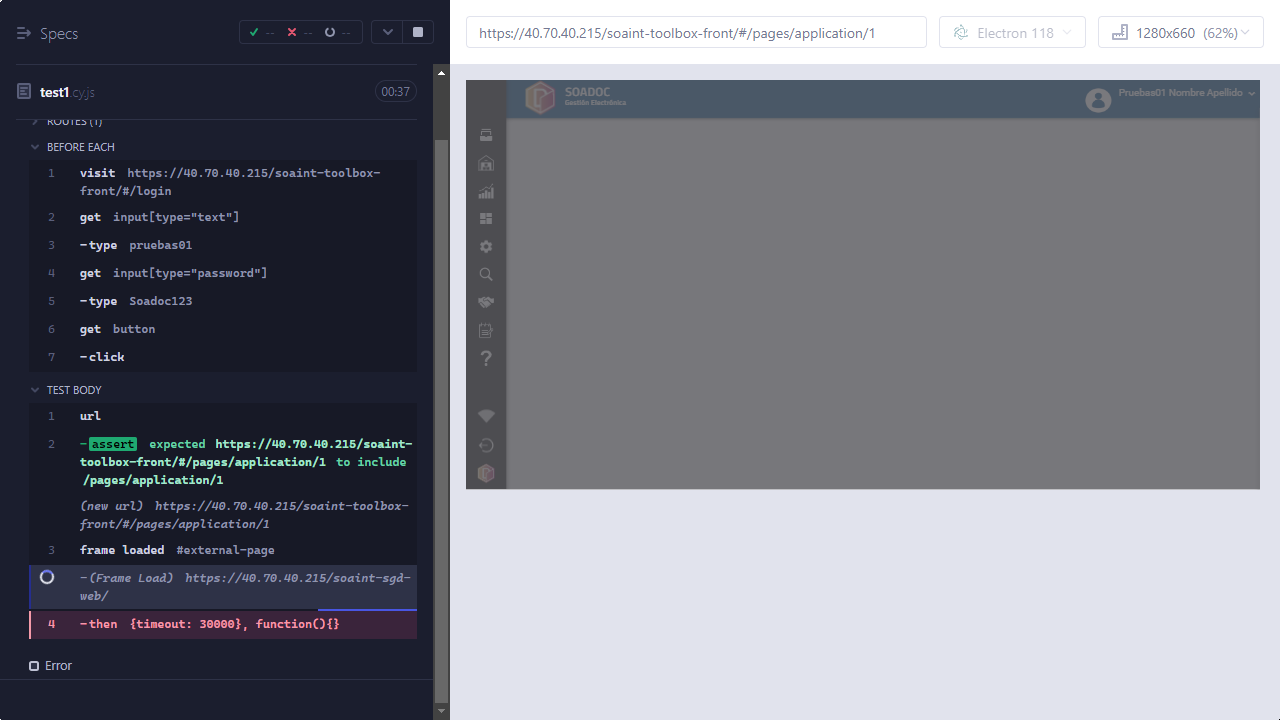 Specs
-- -- --
https://40.70.40.215/soaint-toolbox-front/#/pages/application/1
Electron 118
1280x660 (62%)
test1.cy.js
00:37
ROUTES (1)
BEFORE EACH
1 visit https://40.70.40.215/soaint-toolbox-
front/#/login
2 get input[type="text"]
3 -type pruebas01
4 get input[type="password"]
5 -type Soadoc123
6 get button
7 -click
TEST BODY
1 url
2 -assert expected https://40.70.40.215/soaint-
toolbox-front/#/pages/application/1 to include
/pages/application/1
(new url) https://40.70.40.215/soaint-toolbox-
front/#/pages/application/1
3 frame loaded #external-page
-(Frame Load) https://40.70.40.215/soaint-sgd-
web/
4 -then {timeout: 30000}, function(){}
Error
SOADOC
Gestión Electrónica
Pruebas01 Nombre Apellido